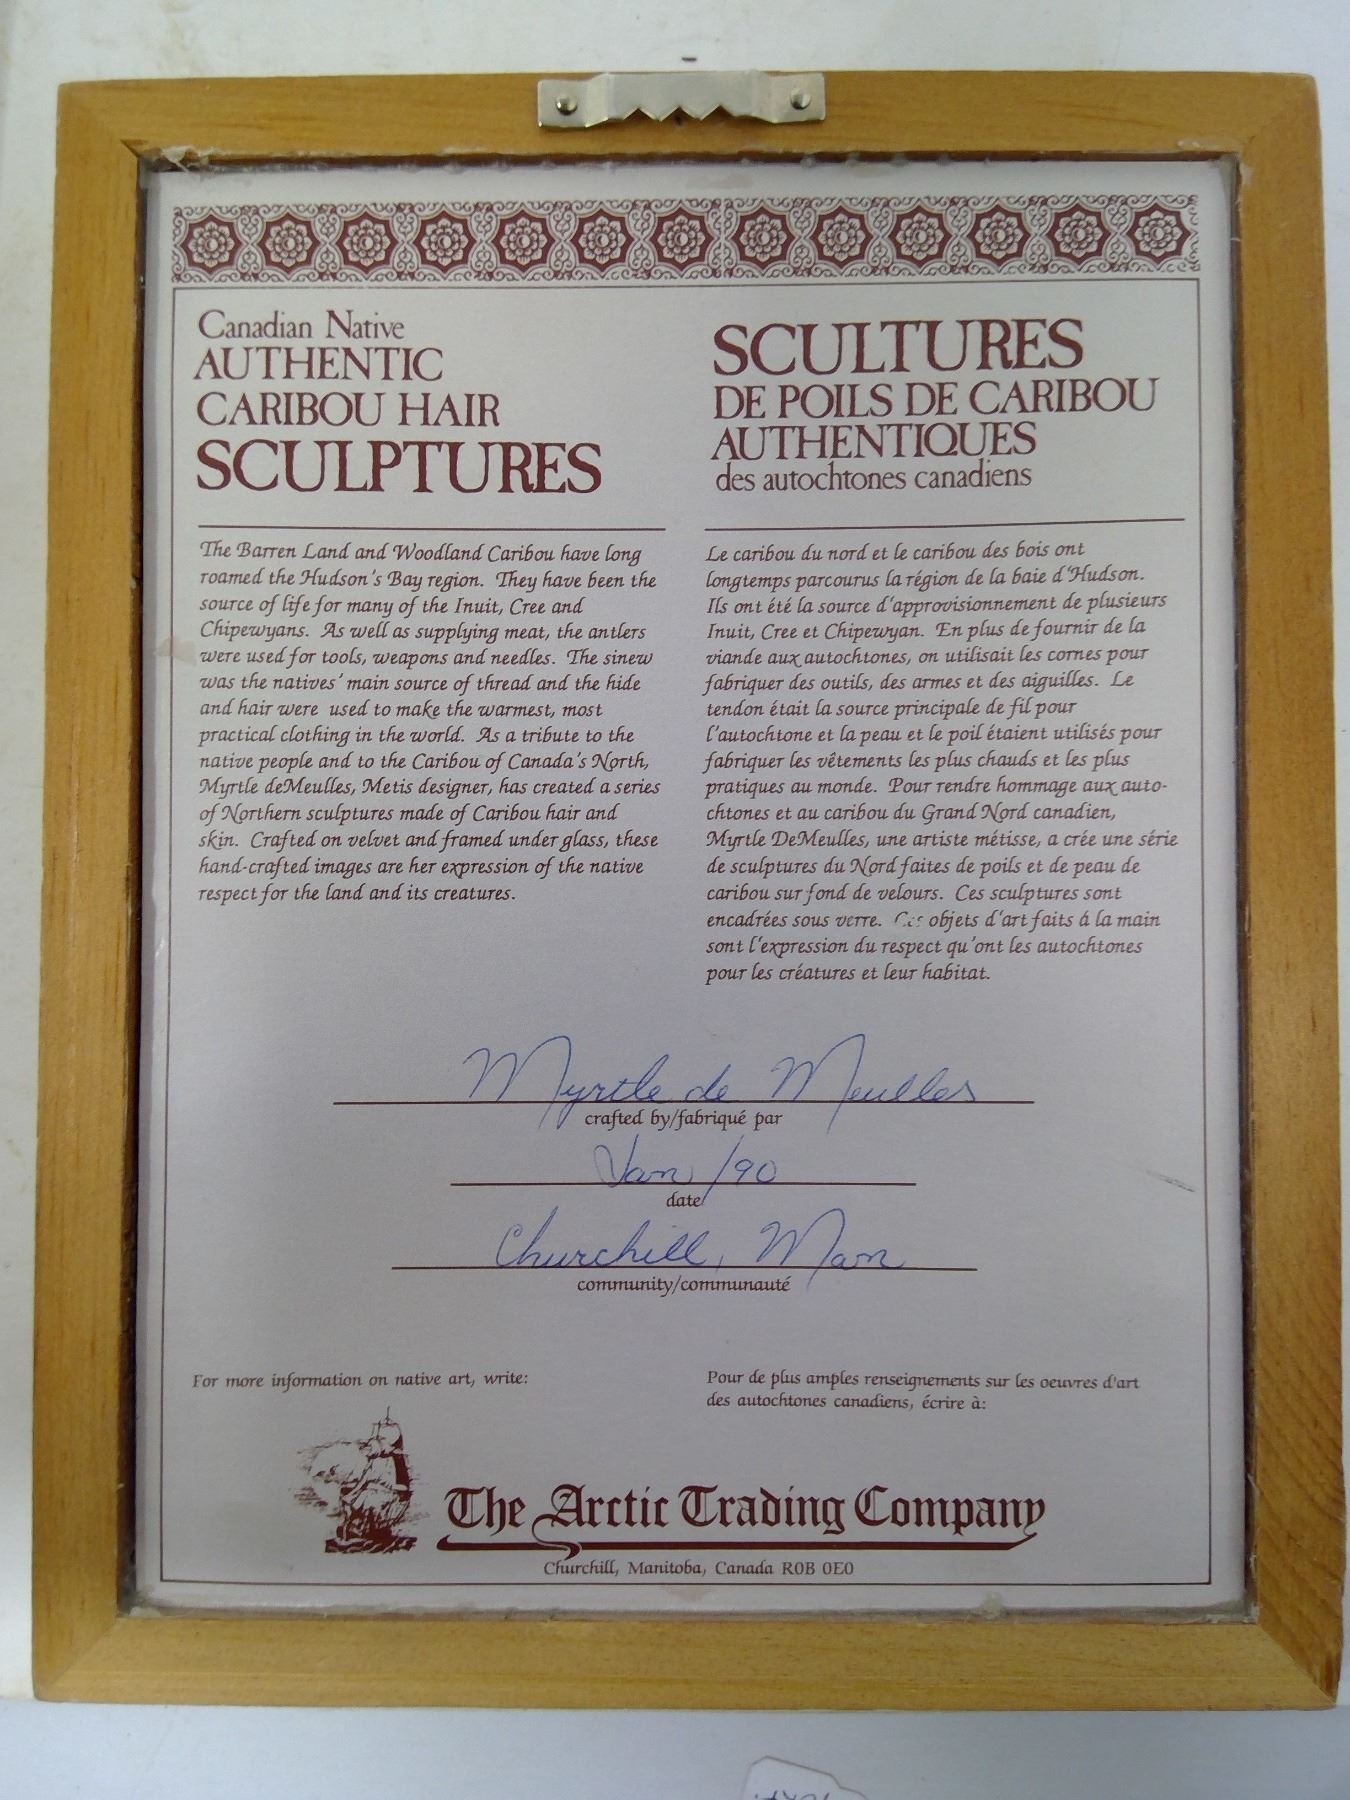 Canadian Native
AUTHENTIC
CARIBOU HAIR
SCULPTURES
The Barren Land and Woodland Caribou have long
roamed the Hudson's Bay region. They have been the
source of life for many of the Inuit, Cree and
Chipewyans. As well as supplying meat, the antlers
were used for tools, weapons and needles. The sinew
was the natives' main source of thread and the hide
and hair were used to make the warmest, most
practical clothing in the world. As a tribute to the
native people and to the Caribou of Canada's North,
Myrtle deMeulles, Metis designer, has created a series
of Northern sculptures made of Caribou hair and
skin. Crafted on velvet and framed under glass, these
hand-crafted images are her expression of the native
respect for the land and its creatures.
SCULTURES
DE POILS DE CARIBOU
AUTHENTIQUES
des autochtones canadiens
Le caribou du nord et le caribou des bois ont
longtemps parcourus la région de la baie d'Hudson.
Ils ont été la source d'approvisionnement de plusieurs
Inuit, Cree et Chipewyan. En plus de fournir de la
viande aux autochtones, on utilisait les cornes pour
fabriquer des outils, des armes et des aiguilles. Le
tendon était la source principale de fil pour
l'autochtone et la peau et le poil étaient utilisés pour
fabriquer les vêtements les plus chauds et les plus
pratiques au monde. Pour rendre hommage aux auto-
chtones et au caribou du Grand Nord canadien,
Myrtle DeMeulles, une artiste métisse, a crée une série
de sculptures du Nord faites de poils et de peau de
caribou sur fond de velours. Ces sculptures sont
encadrées sous verre. Ces objets d'art faits á la main
sont l'expression du respect qu'ont les autochtones
pour les créatures et leur habitat.
Myrtle de Meulles
crafted by/fabriqué par
Jan /90
date
Churchill, Man
community/communauté
For more information on native art, write:
Pour de plus amples renseignements sur les oeuvres d'art
des autochtones canadiens, écrire à:
The Arctic Trading Company
Churchill, Manitoba, Canada R0B 0E0